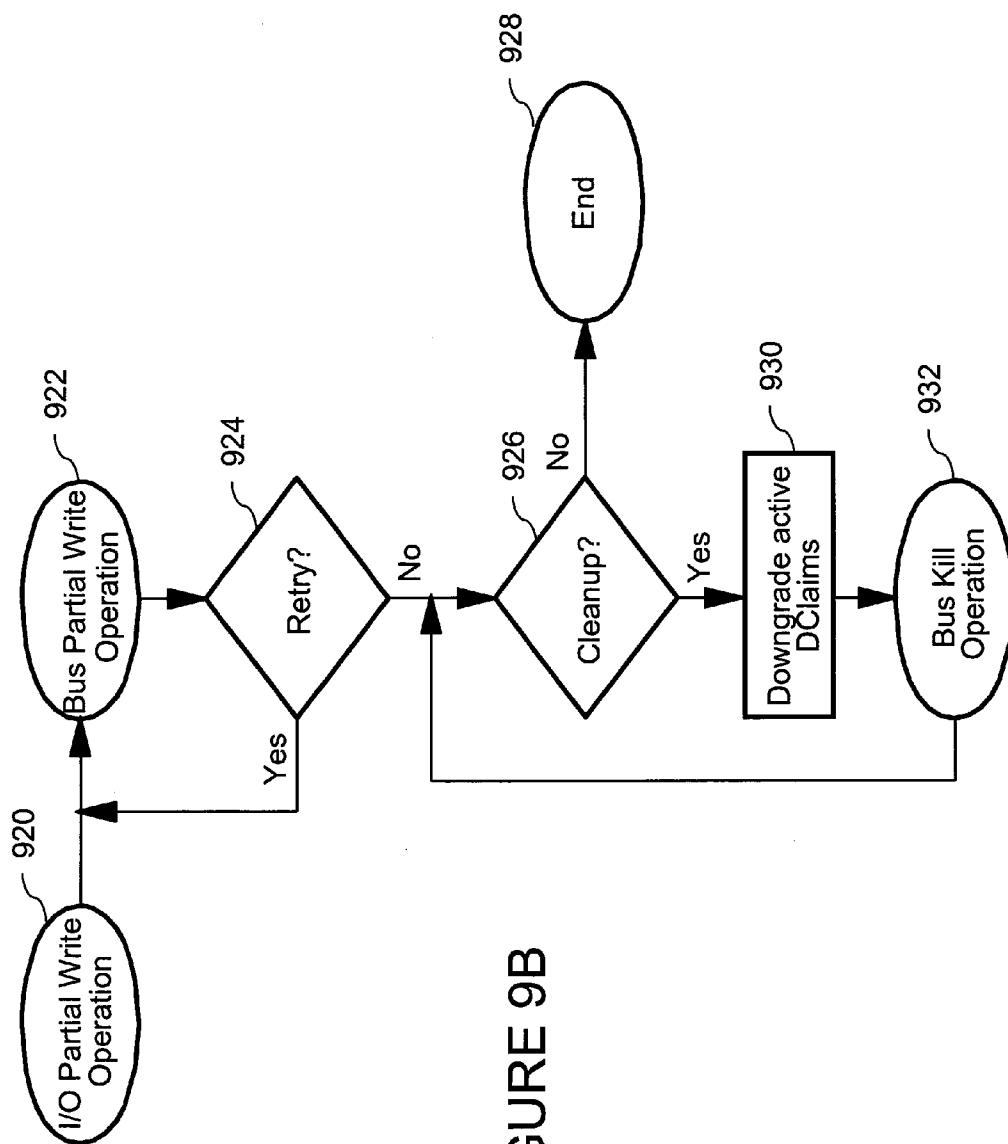 I/O Partial Write
Operation
920
Bus Partial Write
Operation
922
Retry?
924
Yes
No
Cleanup?
926
No
End
928
Yes
Downgrade active
DClaims
930
Bus Kill
Operation
932
GURE 9B